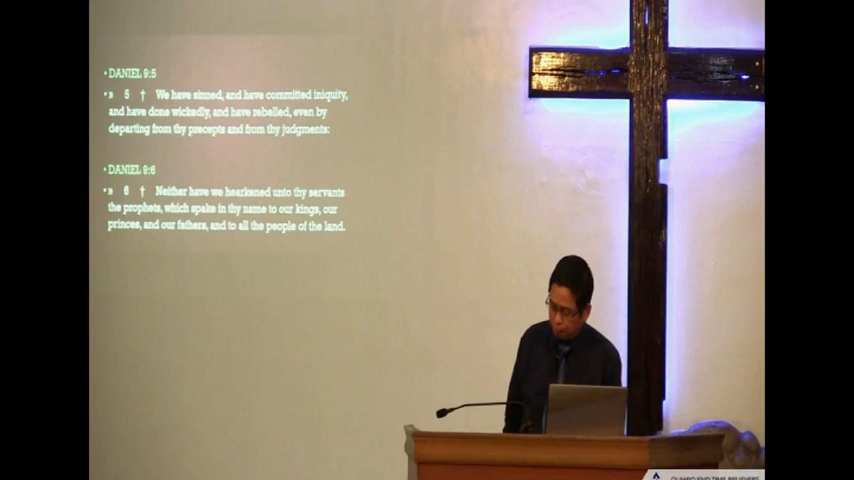 • DANIEL 9:5
• 5 † We have sinned, and have committed iniquity,
and have done wickedly, and have rebelled, even by
departing from thy precepts and from thy judgments:
• DANIEL 9:6
• 6 † Neither have we hearkened unto thy servants
the prophets, which spake in thy name to our kings, our
princes, and our fathers, and to all the people of the land.
END TIME BELIEVERS